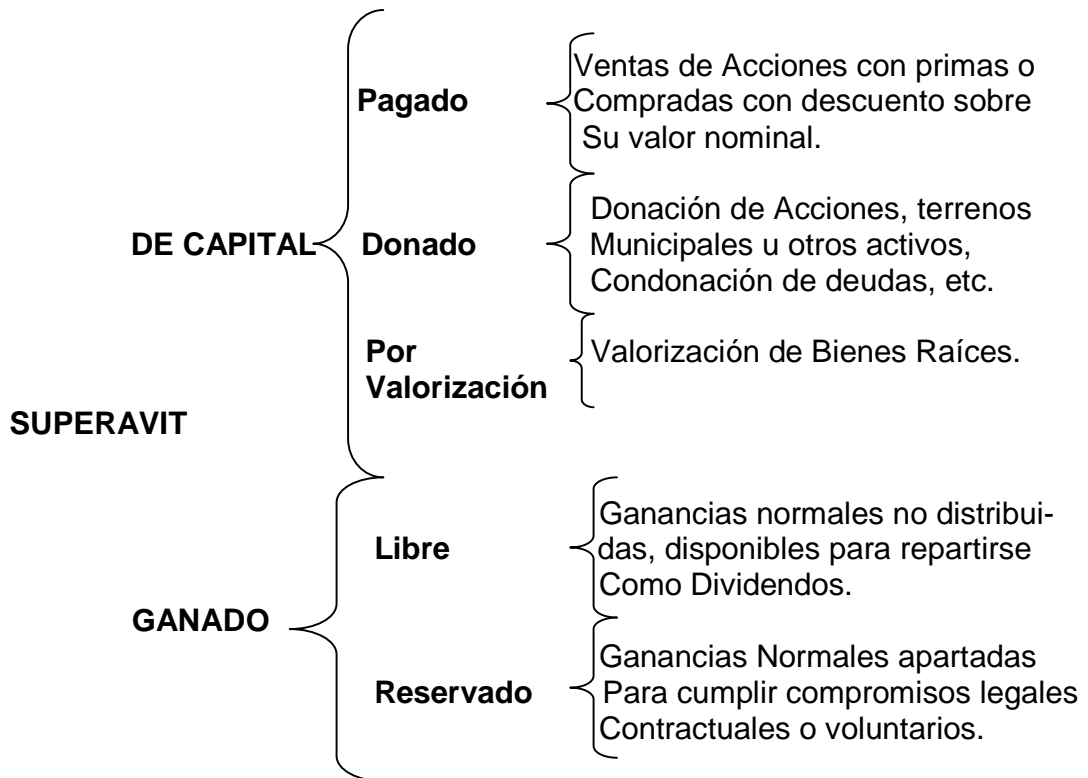 Ventas de Acciones con primas o
Pagado Compradas con descuento sobre
Su valor nominal.
Donación de Acciones, terrenos
DE CAPITAL Donado Municipales u otros activos,
Condonación de deudas, etc.
Por Valorización de Bienes Raíces.
Valorización
SUPERAVIT
Ganancias normales no distribui-
Libre das, disponibles para repartirse
Como Dividendos.
GANADO
Ganancias Normales apartadas
Reservado Para cumplir compromisos legales
Contractuales o voluntarios.